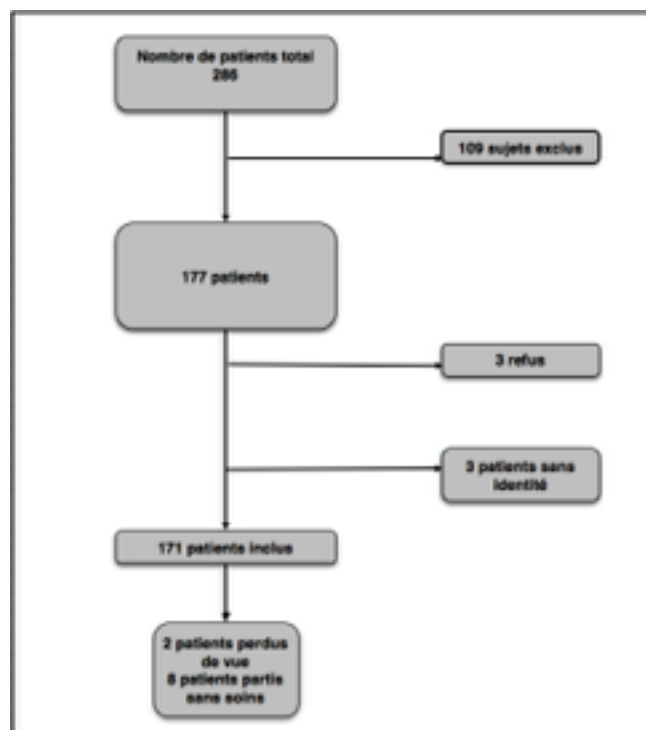 Nombre de patients total
286
109 sujets exclus
177 patients
3 refus
3 patients sans
identité
171 patients inclus
2 patients perdus
de vue
8 patients partis
sans soins